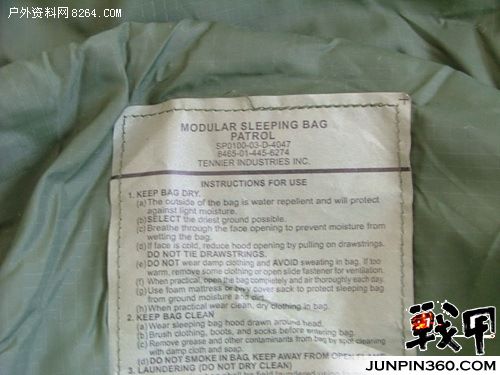 户外资料网8264.com
MODULAR SLEEPING BAG
PATROL
SP0100-03-D-4047
8465-01-445-6274
TENNIER INDUSTRIES INC.
INSTRUCTIONS FOR USE
1. KEEP BAG DRY.
(a) The outside of the bag is water repellent and will protect
against light moisture.
(b) SELECT the driest ground possible.
(c) Breathe through the face opening to prevent moisture from
wetting the bag.
(d) If face is cold, reduce hood opening by pulling on drawstrings.
DO NOT TIE DRAWSTRINGS.
(e) DO NOT wear damp clothing and AVOID sweating in bag. If too
warm, remove some clothing or open slide fastener for ventilation.
(f) When practical, open the bag completely and air thoroughly each day.
(g) Use foam mattress or bivy cover sack to protect sleeping bag
from ground moisture and dirt.
(h) When practical wear clean, dry clothing in bag.
2. KEEP BAG CLEAN
(a) Wear sleeping bag hood drawn around head.
(b) Brush clothing, boots, and socks before entering bag.
(c) Remove grease and other contaminants from bag by spot cleaning
with damp cloth and soap.
(d) DO NOT SMOKE IN BAG, KEEP AWAY FROM OPEN FLAME
3. LAUNDERING (DO NOT DRY CLEAN)
戰甲
JUNPIN360.COM